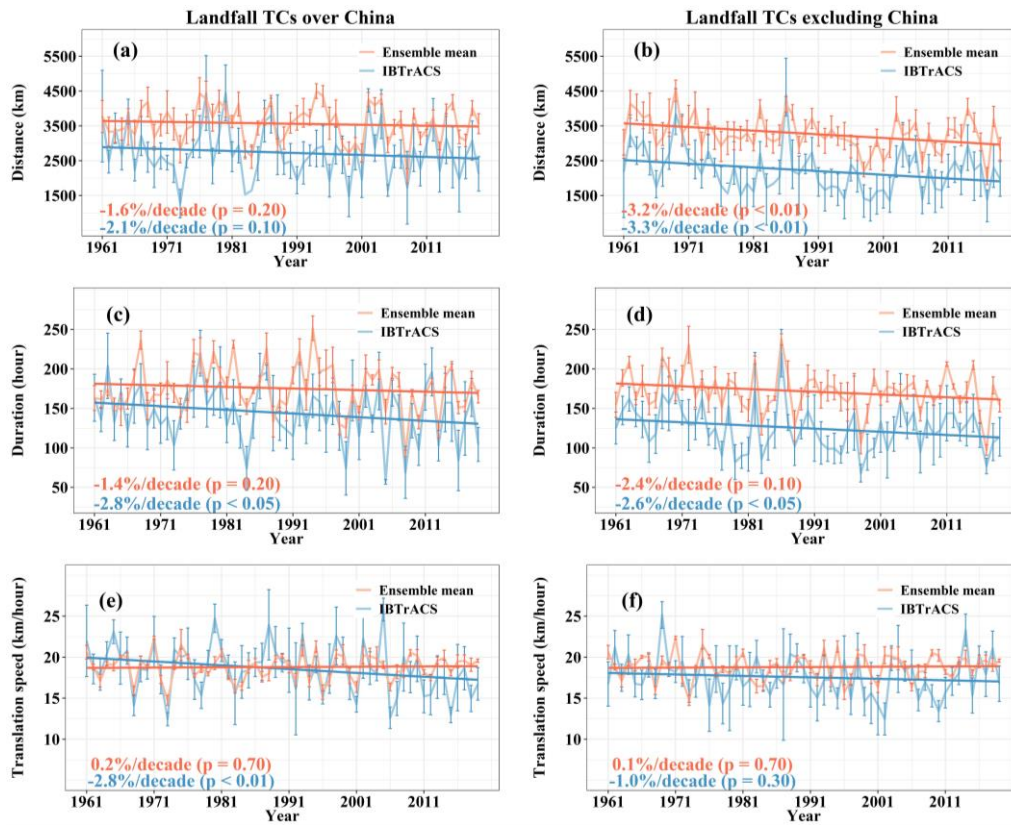 Landfall TCs over China
Landfall TCs excluding China
(a)
Ensemble mean
IBTrACS
Distance (km)
5500
4500
3500
2500
1500
-1.6%/decade (p = 0.20)
-2.1%/decade (p = 0.10)
1961 1971 1981 1991 2001 2011
Year
(b)
Ensemble mean
IBTrACS
Distance (km)
5500
4500
3500
2500
1500
-3.2%/decade (p < 0.01)
-3.3%/decade (p < 0.01)
1961 1971 1981 1991 2001 2011
Year
(c)
Ensemble mean
IBTrACS
Duration (hour)
250
200
150
100
50
-1.4%/decade (p = 0.20)
-2.8%/decade (p < 0.05)
1961 1971 1981 1991 2001 2011
Year
(d)
Ensemble mean
IBTrACS
Duration (hour)
250
200
150
100
50
-2.4%/decade (p = 0.10)
-2.6%/decade (p < 0.05)
1961 1971 1981 1991 2001 2011
Year
(e)
Ensemble mean
IBTrACS
Translation speed (km/hour)
25
20
15
10
0.2%/decade (p = 0.70)
-2.8%/decade (p < 0.01)
1961 1971 1981 1991 2001 2011
Year
(f)
Ensemble mean
IBTrACS
Translation speed (km/hour)
25
20
15
10
0.1%/decade (p = 0.70)
-1.0%/decade (p = 0.30)
1961 1971 1981 1991 2001 2011
Year